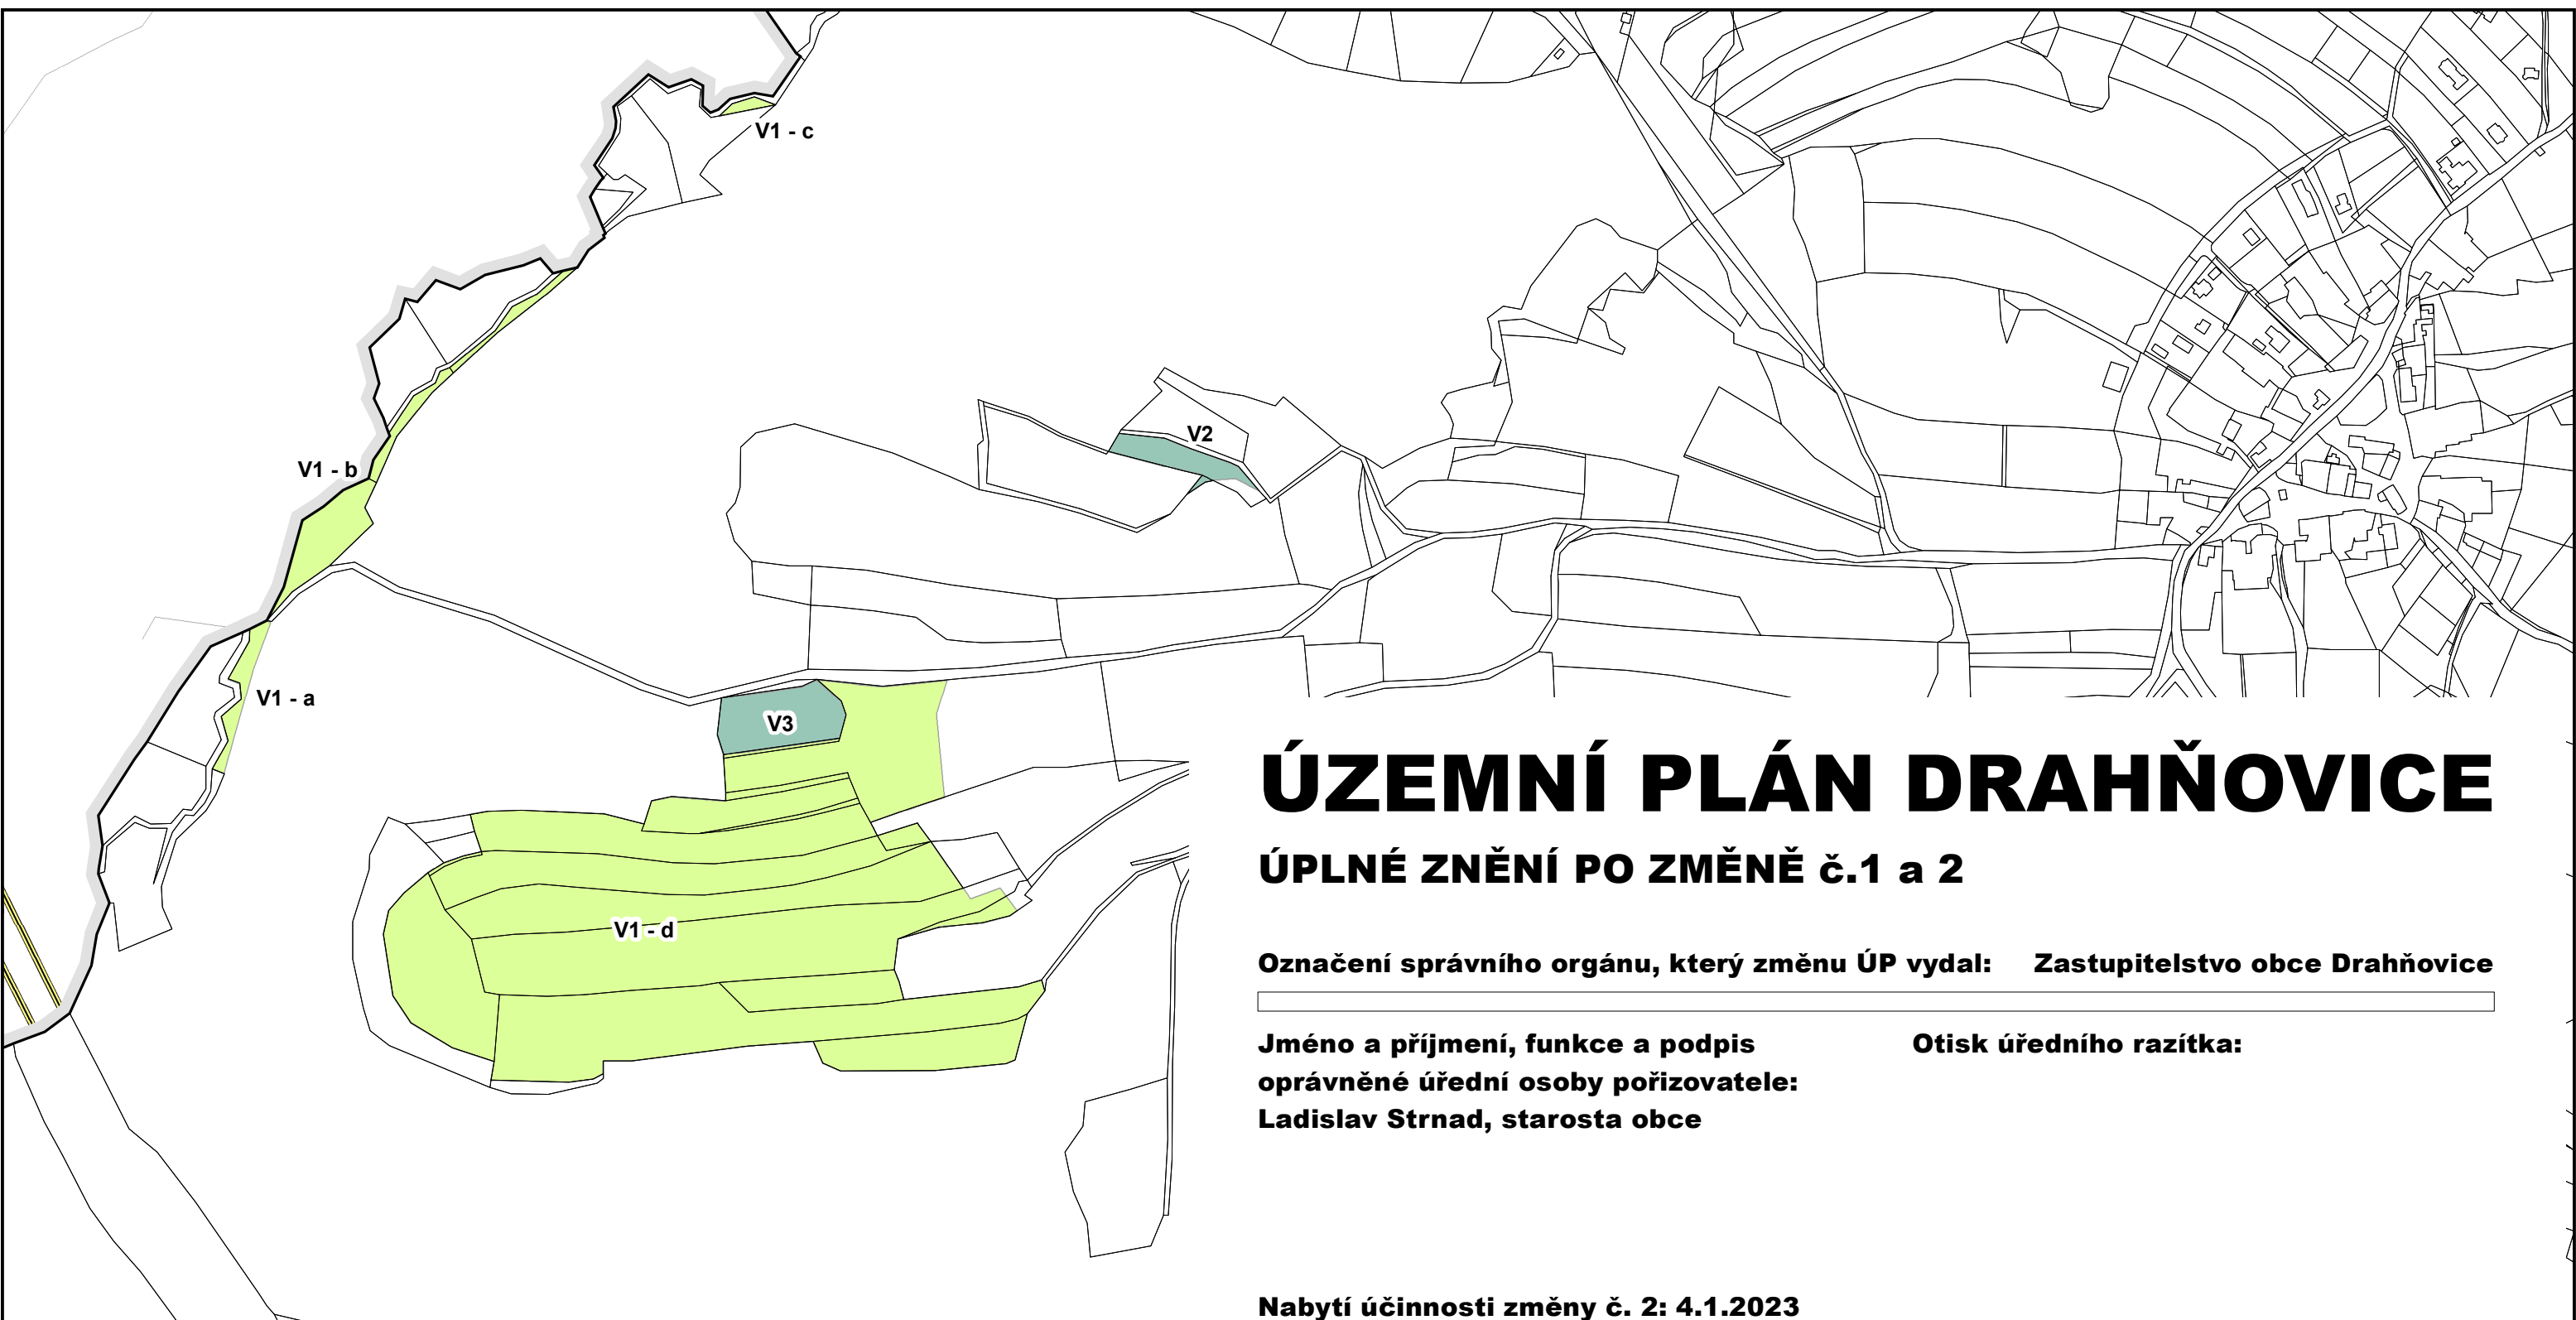 V1 - c
V2
V1 - b
V1 - a
V3
V1 - d
ÚZEMNÍ PLÁN DRAHŇOVICE
ÚPLNÉ ZNĚNÍ PO ZMĚNĚ č.1 a 2
Označení správního orgánu, který změnu ÚP vydal: Zastupitelstvo obce Drahňovice
Jméno a příjmení, funkce a podpis Otisk úředního razítka:
oprávněné úřední osoby pořizovatele:
Ladislav Strnad, starosta obce
Nabytí účinnosti změny č. 2: 4.1.2023